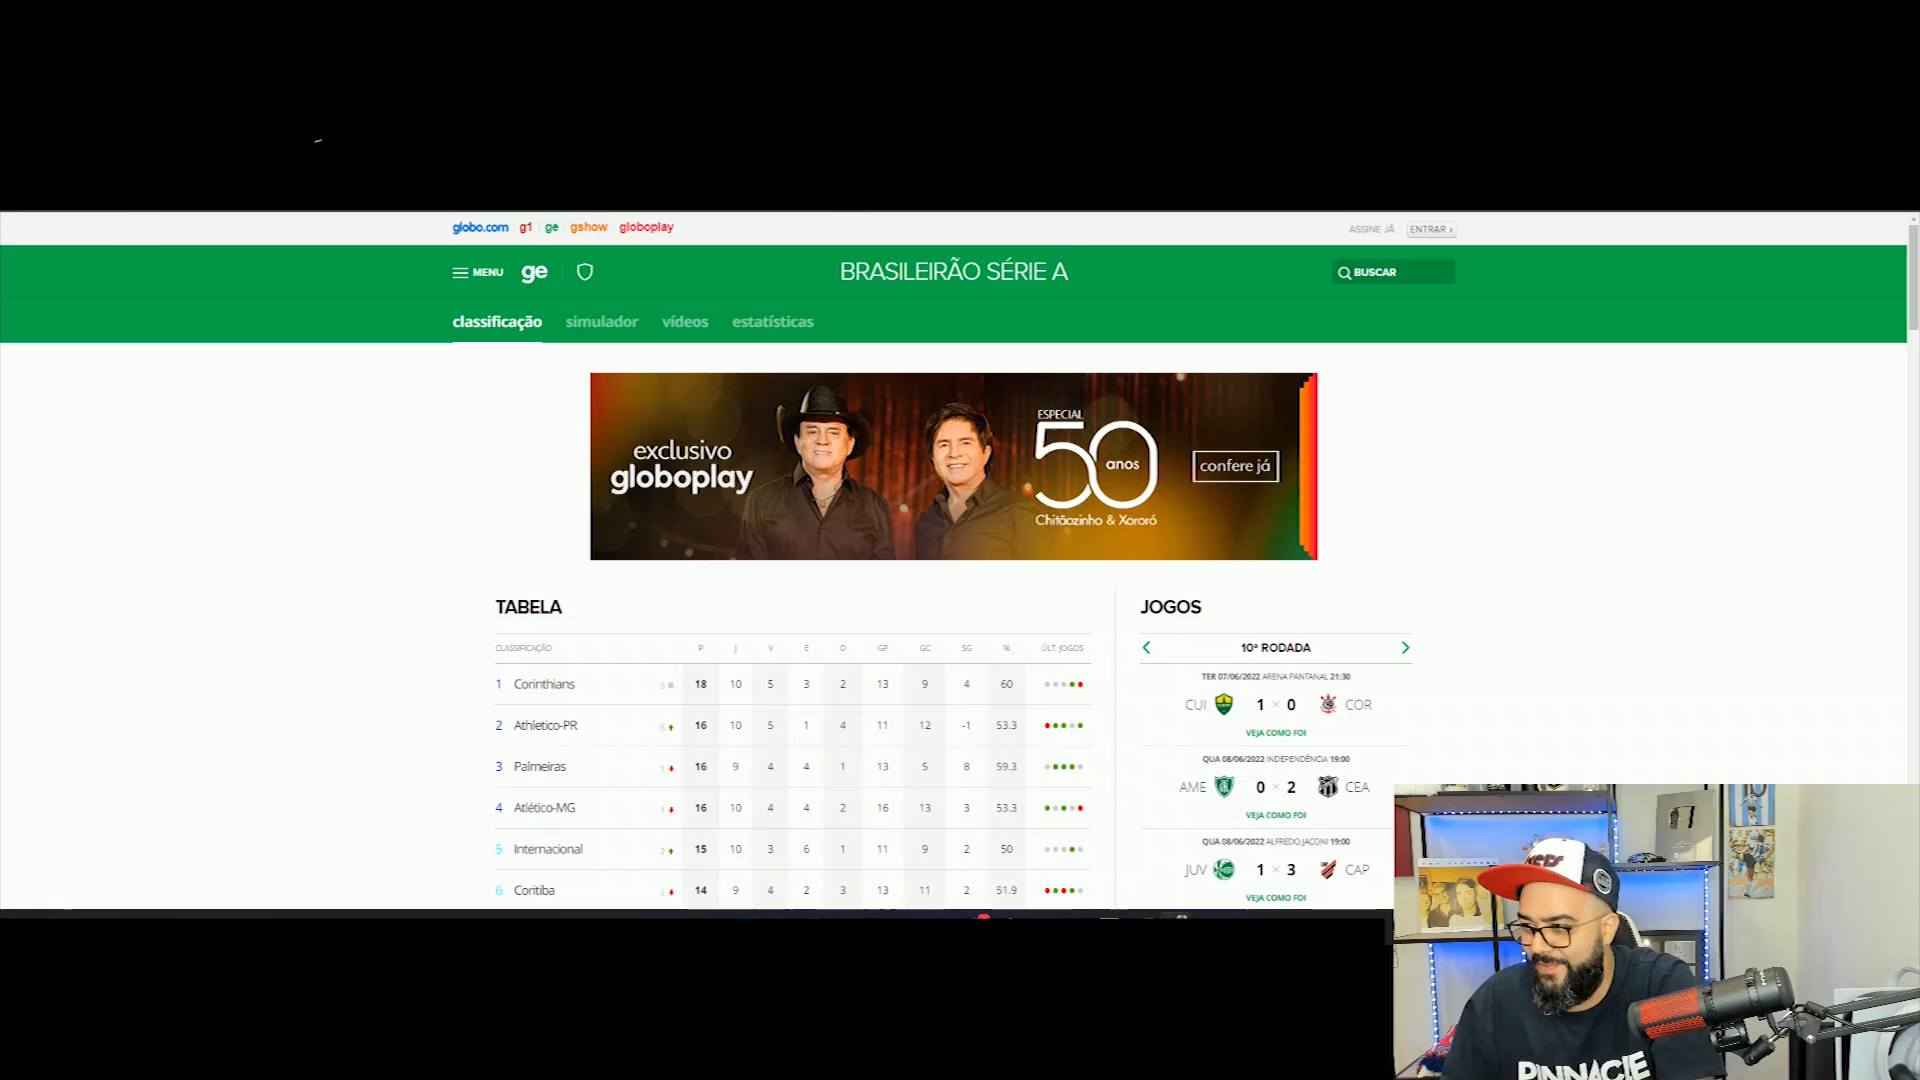 globo.com g1 ge gshow globoplay
ASSINE JÁ ENTRAR ›
MENU ge
BRASILEIRÃO SÉRIE A
BUSCAR
classificação simulador vídeos estatísticas
exclusivo
globoplay
ESPECIAL
50
anos
Chitãozinho & Xororó
confere já
TABELA
CLASSIFICAÇÃO P J V E D GP GC SG % ÚLT. JOGOS
1 Corinthians 0 18 10 5 3 2 13 9 4 60
2 Athletico-PR 6 16 10 5 1 4 11 12 -1 53.3
3 Palmeiras 1 16 9 4 4 1 13 5 8 59.3
4 Atlético-MG 1 16 10 4 4 2 16 13 3 53.3
5 Internacional 2 15 10 3 6 1 11 9 2 50
6 Coritiba 2 14 9 4 2 3 13 11 2 51.9
JOGOS
10ª RODADA
TER 07/06/2022 ARENA PANTANAL 21:30
CUI 1 × 0 COR
VEJA COMO FOI
QUA 08/06/2022 INDEPENDÊNCIA 19:00
AME 0 × 2 CEA
VEJA COMO FOI
QUA 08/06/2022 ALFREDO JACONI 19:00
JUV 1 × 3 CAP
VEJA COMO FOI
PINNACLE